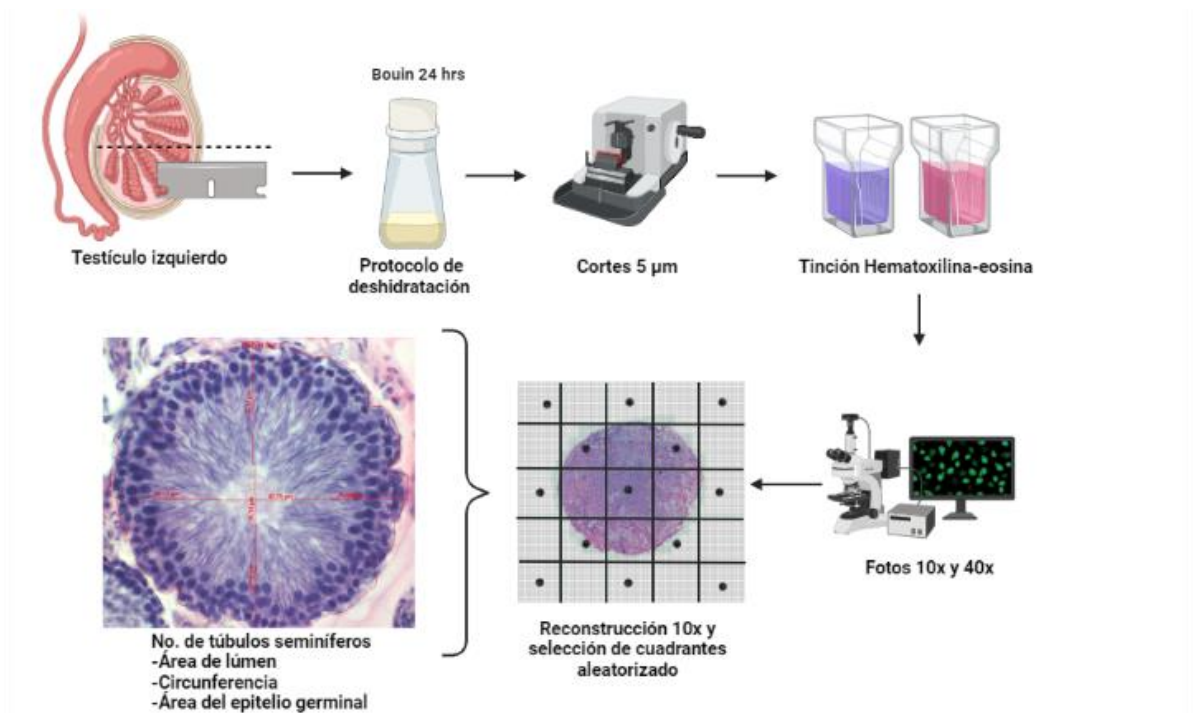 Bouin 24 hrs
Testículo izquierdo
Protocolo de
deshidratación
Cortes 5 μm
Tinción Hematoxilina-eosina
Fotos 10x y 40x
Reconstrucción 10x y
selección de cuadrantes
aleatorizado
No. de túbulos seminíferos
-Área de lúmen
-Circunferencia
-Área del epitelio germinal